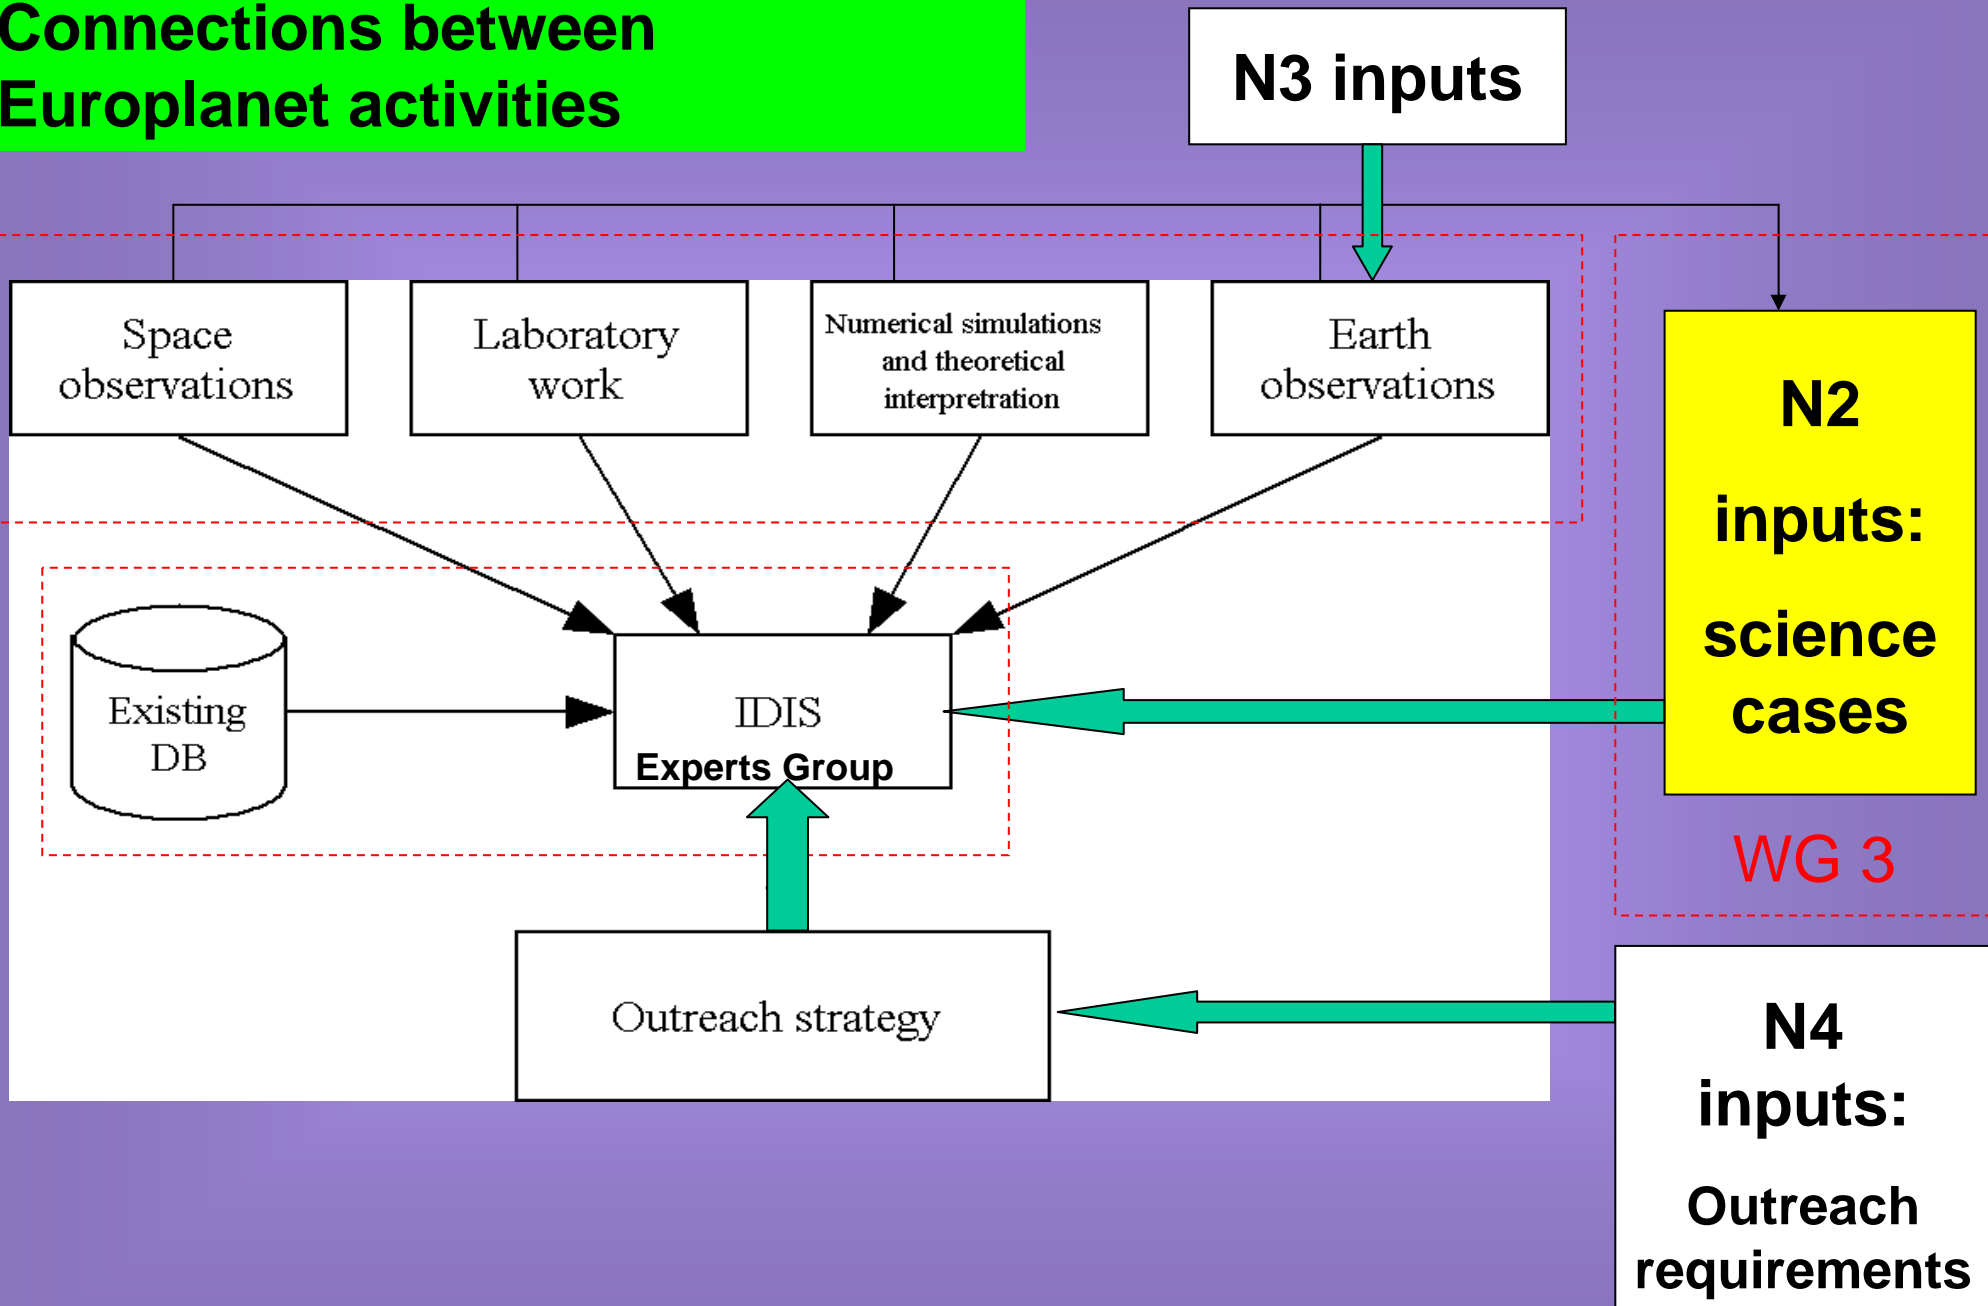 Connections between
Europlanet activities
N3 inputs
Space
observations
Laboratory
work
Numerical simulations
and theoretical
interpretration
Earth
observations
N2
inputs:
science
cases
Existing
DB
IDIS
Experts Group
WG 3
Outreach strategy
N4
inputs:
Outreach
requirements